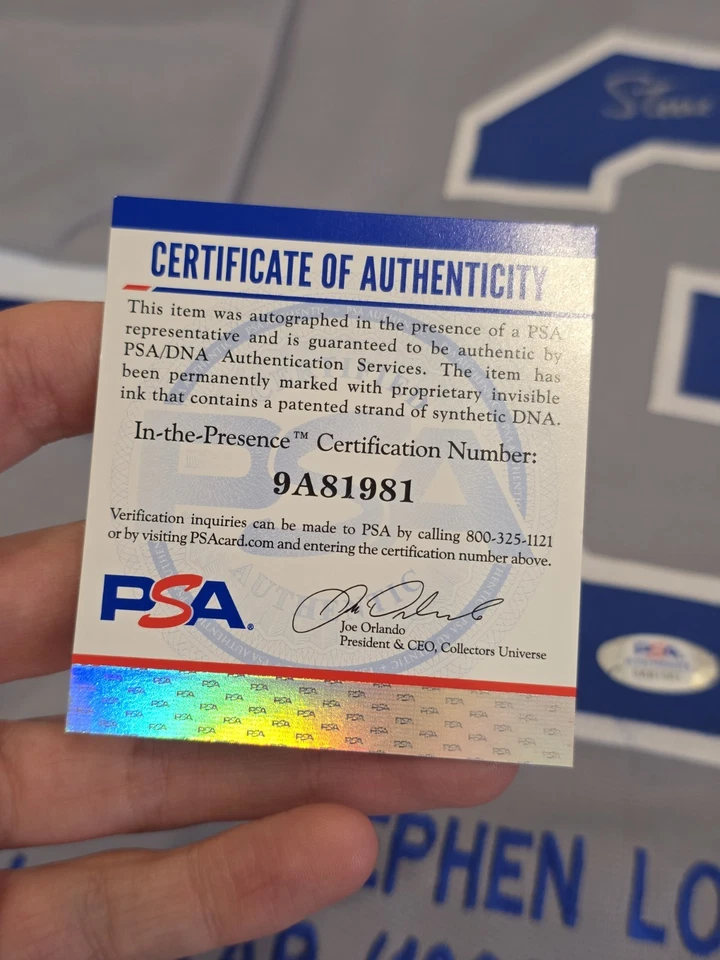 CERTIFICATE OF AUTHENTICITY
This item was autographed in the presence of a PSA
representative and is guaranteed to be authentic by
PSA/DNA Authentication Services. The item has
been permanently marked with proprietary invisible
ink that contains a patented strand of synthetic DNA.
In-the-Presence™ Certification Number:
9A81981
Verification inquiries can be made to PSA by calling 800-325-1121
or by visiting PSAcard.com and entering the certification number above.
PSA®
Joe Orlando
President & CEO, Collectors Universe
PSA
EPHEN LO